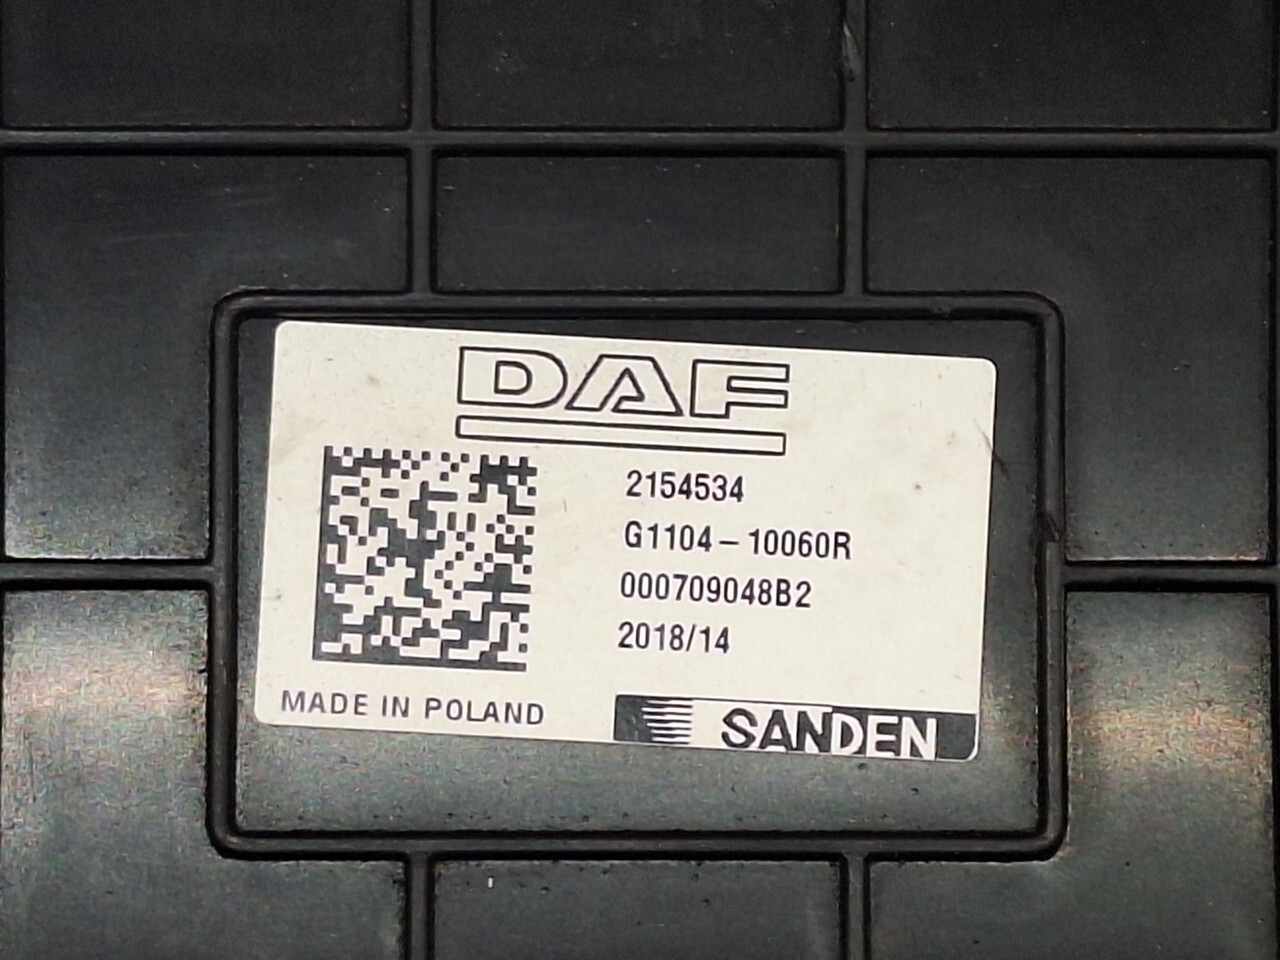 DAF
2154534
G1104-10060R
000709048B2
2018/14
MADE IN POLAND
SANDEN